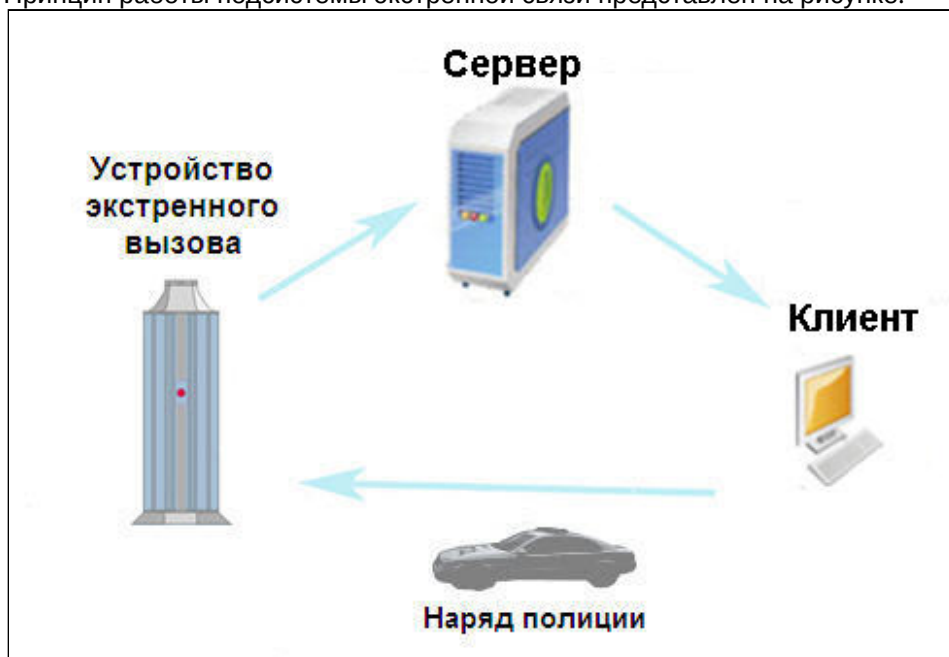 Принцип работы подсистемы экстренной связи представлен на рисунке.
Сервер
Устройство
экстренного
вызова
Клиент
Наряд полиции